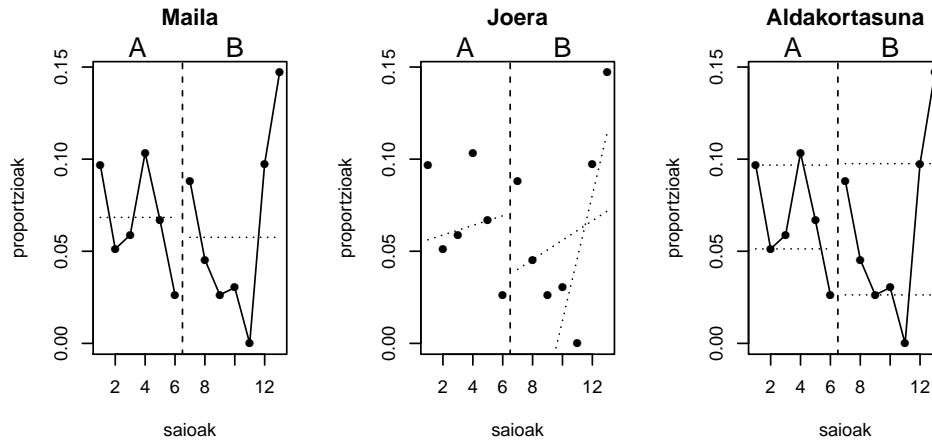 Maila
A B
0.00 0.05 0.10 0.15
proportzioak
2 4 6 8 12
saioak
Joera
A B
0.00 0.05 0.10 0.15
proportzioak
2 4 6 8 12
saioak
Aldakortasuna
A B
0.00 0.05 0.10 0.15
proportzioak
2 4 6 8 12
saioak